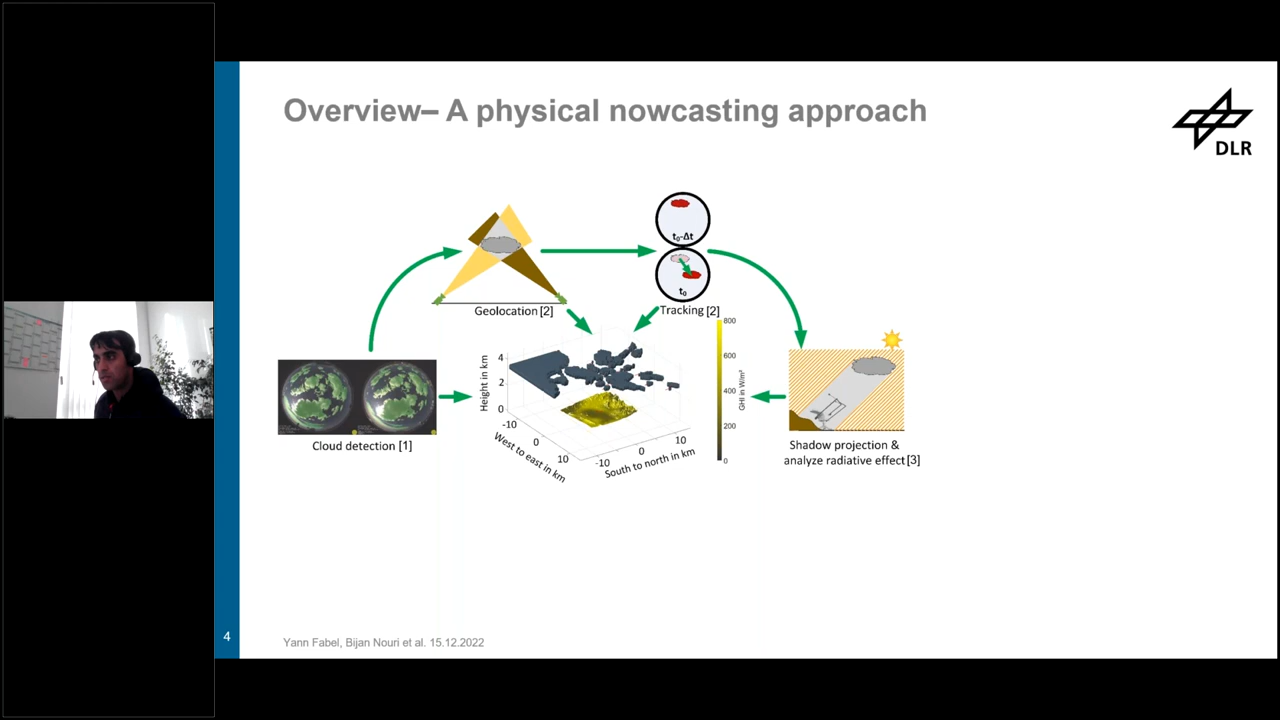 Overview– A physical nowcasting approach
DLR
t₀-Δt
t₀
Geolocation [2]
Tracking [2]
Cloud detection [1]
Height in km
4
2
0
-10
0
10
West to east in km
-10
0
10
South to north in km
800
600
400
200
0
GHI in W/m²
Shadow projection &
analyze radiative effect [3]
4
Yann Fabel, Bijan Nouri et al. 15.12.2022